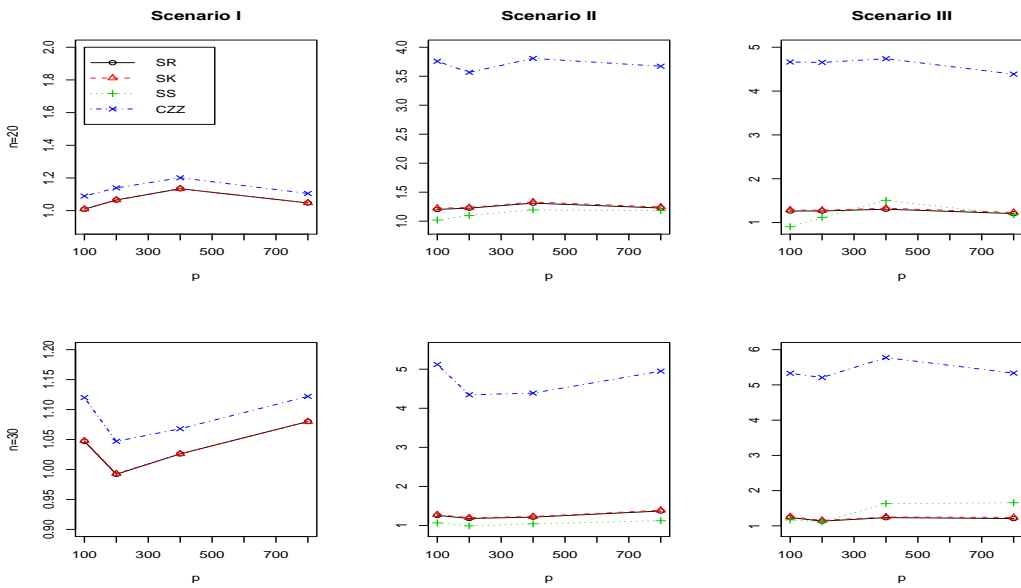 Scenario I
Scenario II
Scenario III
n=20
2.0
1.8
1.6
1.4
1.2
1.0
SR
SK
SS
CZZ
100 300 500 700
P
4.0
3.5
3.0
2.5
2.0
1.5
1.0
100 300 500 700
P
5
4
3
2
1
100 300 500 700
P
n=30
1.20
1.15
1.10
1.05
1.00
0.95
0.90
100 300 500 700
P
5
4
3
2
1
100 300 500 700
P
6
5
4
3
2
1
100 300 500 700
P